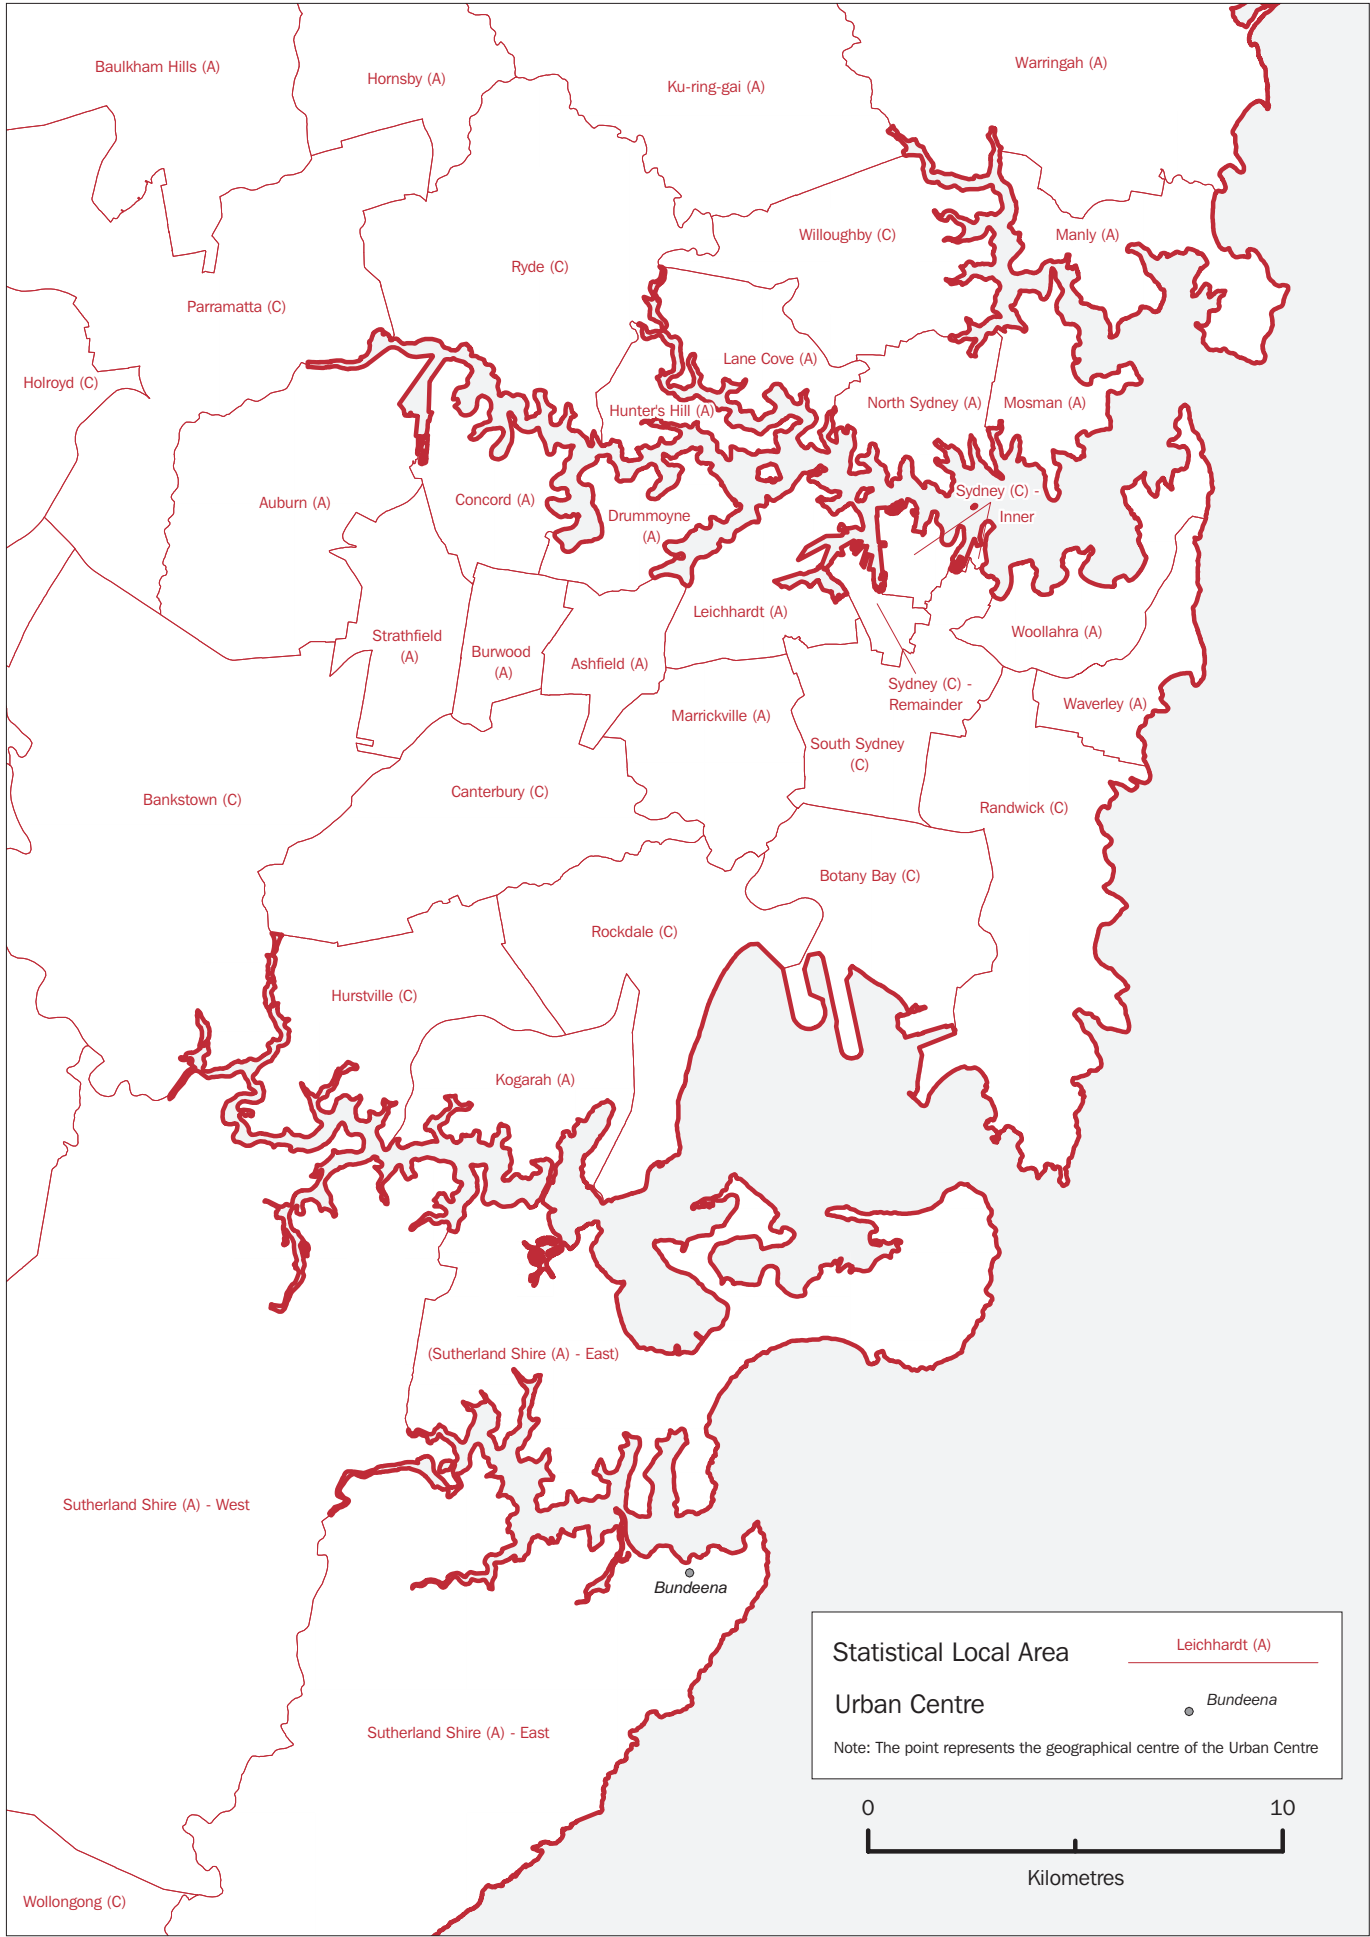 Baulkham Hills (A)
Hornsby (A)
Ku-ring-gai (A)
Warringah (A)
Willoughby (C)
Manly (A)
Ryde (C)
Parramatta (C)
Holroyd (C)
Lane Cove (A)
Hunter's Hill (A)
North Sydney (A)
Mosman (A)
Auburn (A)
Concord (A)
Drummoyne
(A)
Sydney (C) -
Inner
Leichhardt (A)
Woollahra (A)
Strathfield
(A)
Burwood
(A)
Ashfield (A)
Sydney (C) -
Remainder
Marrickville (A)
Waverley (A)
South Sydney
(C)
Bankstown (C)
Canterbury (C)
Randwick (C)
Botany Bay (C)
Rockdale (C)
Hurstville (C)
Kogarah (A)
(Sutherland Shire (A) - East)
Sutherland Shire (A) - West
Bundeena
Sutherland Shire (A) - East
Wollongong (C)
Statistical Local Area
Leichhardt (A)
Urban Centre
Bundeena
Note: The point represents the geographical centre of the Urban Centre
0
10
Kilometres